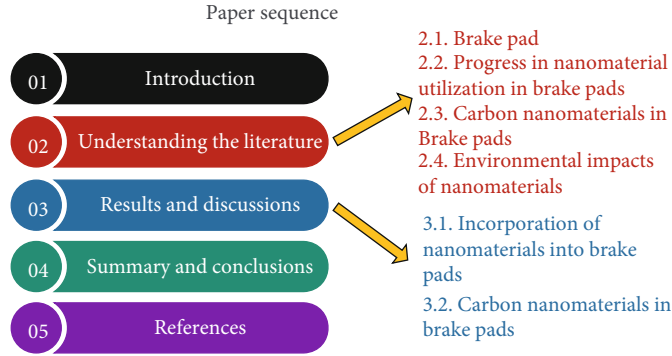 Paper sequence
01 Introduction
02 Understanding the literature
03 Results and discussions
04 Summary and conclusions
05 References
2.1. Brake pad
2.2. Progress in nanomaterial
utilization in brake pads
2.3. Carbon nanomaterials in
Brake pads
2.4. Environmental impacts
of nanomaterials
3.1. Incorporation of
nanomaterials into brake
pads
3.2. Carbon nanomaterials in
brake pads